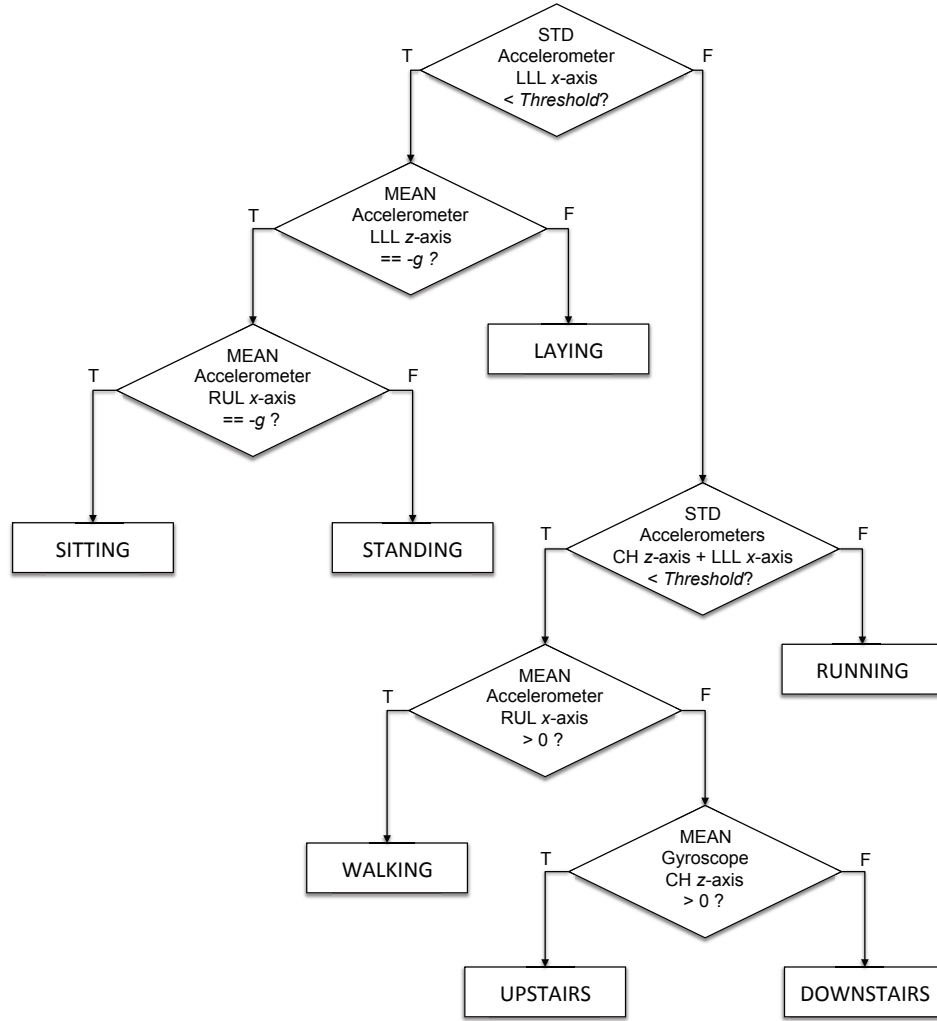 STD
Accelerometer
LLL x-axis
< Threshold?
T
F
MEAN
Accelerometer
LLL z-axis
== -g ?
T
F
LAYING
MEAN
Accelerometer
RUL x-axis
== -g ?
T
F
SITTING
STANDING
STD
Accelerometers
CH z-axis + LLL x-axis
< Threshold?
T
F
RUNNING
MEAN
Accelerometer
RUL x-axis
> 0 ?
T
F
WALKING
MEAN
Gyroscope
CH z-axis
> 0 ?
T
F
UPSTAIRS
DOWNSTAIRS